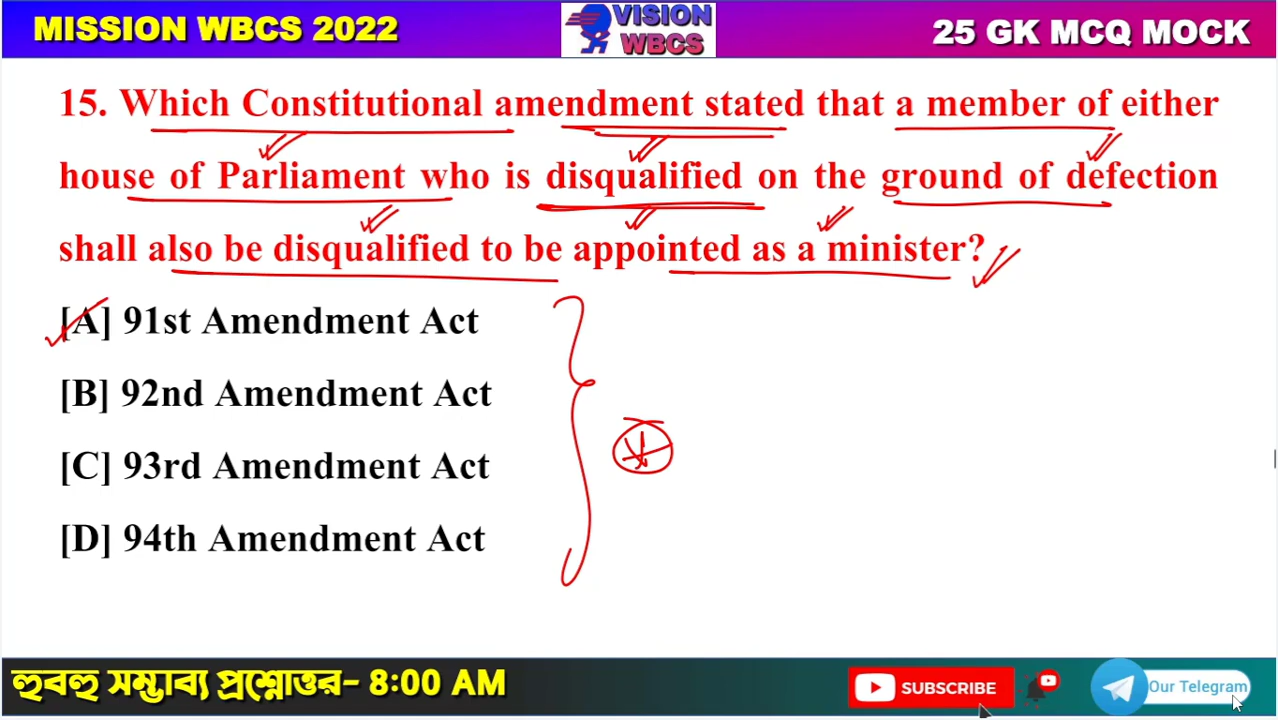 MISSION WBCS 2022
VISION
WBCS
25 GK MCQ MOCK
15. Which Constitutional amendment stated that a member of either
house of Parliament who is disqualified on the ground of defection
shall also be disqualified to be appointed as a minister?
[A] 91st Amendment Act
[B] 92nd Amendment Act
[C] 93rd Amendment Act
[D] 94th Amendment Act
হুবহু সম্ভাব্য প্রশ্নোত্তর- 8:00 AM
SUBSCRIBE
Our Telegram